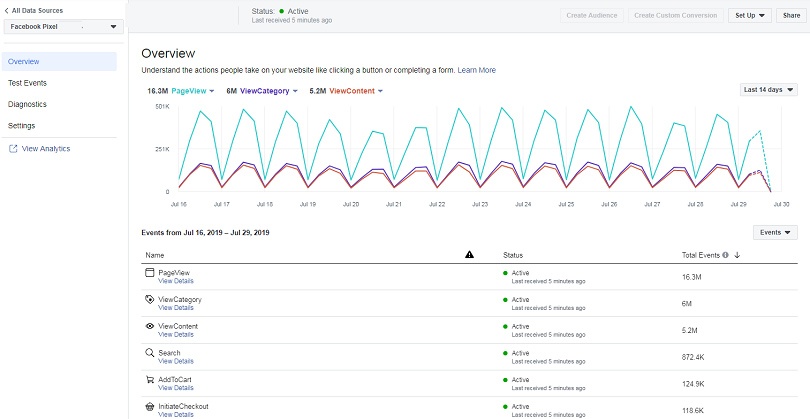 All Data Sources
Facebook Pixel
Status: Active
Last received 5 minutes ago
Create Audience
Create Custom Conversion
Set Up
Share
Overview
Test Events
Diagnostics
Settings
View Analytics
Overview
Understand the actions people take on your website like clicking a button or completing a form. Learn More
16.3M PageView 6M ViewCategory 5.2M ViewContent
Last 14 days
501K
251K
0
Jul 16 Jul 17 Jul 18 Jul 19 Jul 20 Jul 21 Jul 22 Jul 23 Jul 24 Jul 25 Jul 26 Jul 27 Jul 28 Jul 29 Jul 30
Events from Jul 16, 2019 – Jul 29, 2019
Events
Name Status Total Events
PageView Active 16.3M
View Details Last received 5 minutes ago
ViewCategory Active 6M
View Details Last received 5 minutes ago
ViewContent Active 5.2M
View Details Last received 5 minutes ago
Search Active 872.4K
View Details Last received 5 minutes ago
AddToCart Active 124.9K
View Details Last received 5 minutes ago
InitiateCheckout Active 118.6K
View Details Last received 5 minutes ago